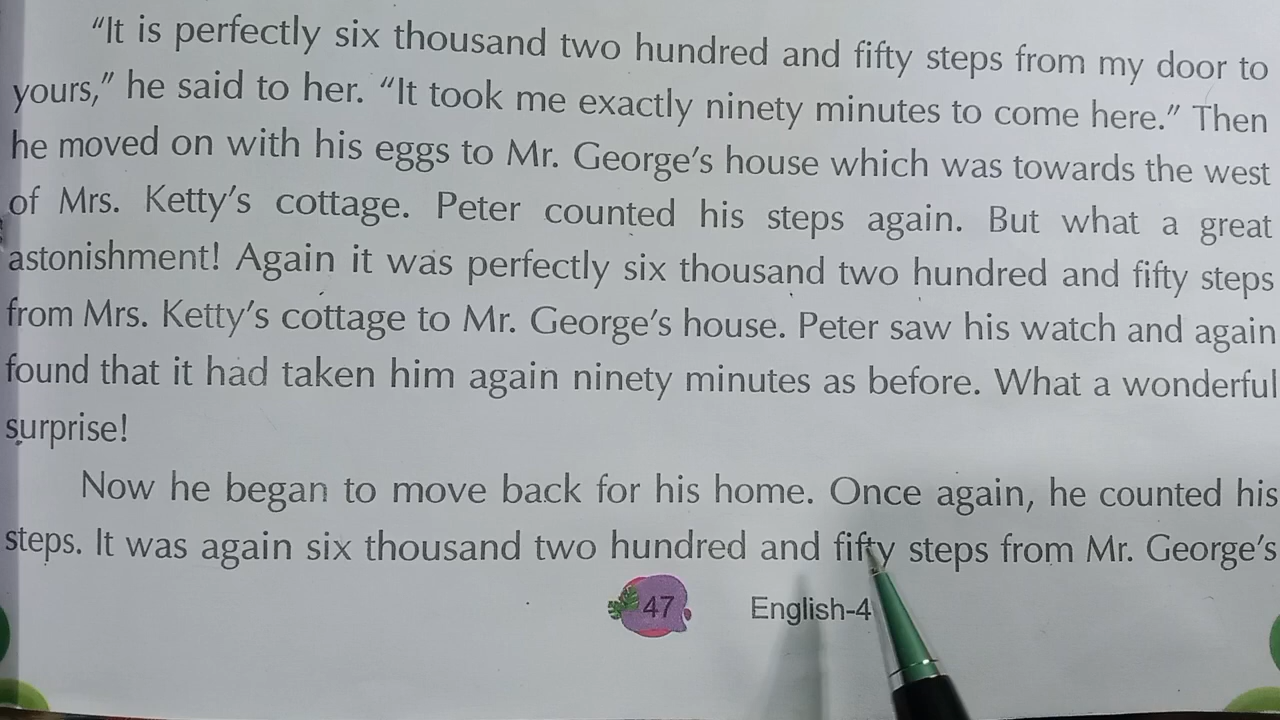 “It is perfectly six thousand two hundred and fifty steps from my door to
yours,” he said to her. “It took me exactly ninety minutes to come here.” Then
he moved on with his eggs to Mr. George’s house which was towards the west
of Mrs. Ketty’s cottage. Peter counted his steps again. But what a great
astonishment! Again it was perfectly six thousand two hundred and fifty steps
from Mrs. Ketty’s cottage to Mr. George’s house. Peter saw his watch and again
found that it had taken him again ninety minutes as before. What a wonderful
surprise!
Now he began to move back for his home. Once again, he counted his
steps. It was again six thousand two hundred and fifty steps from Mr. George’s
47 English-4